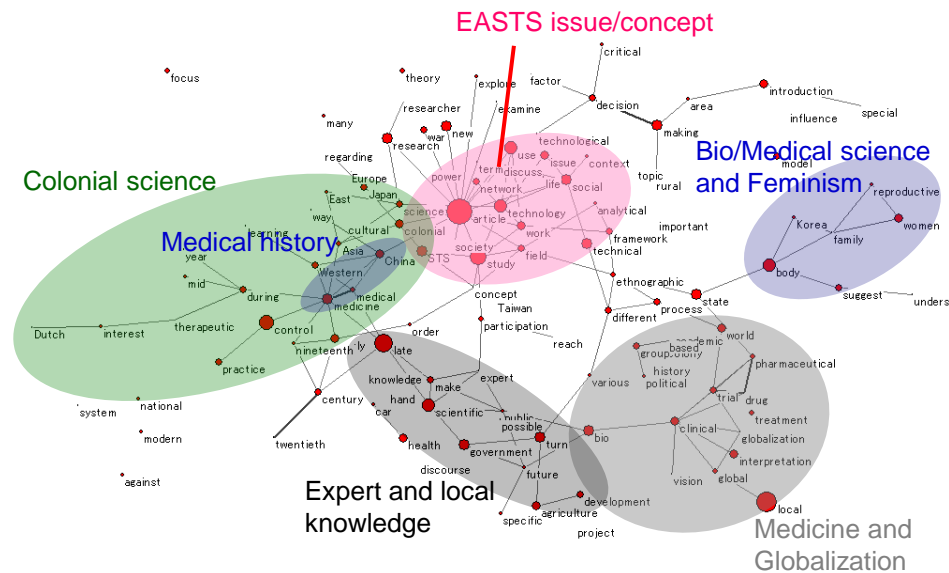 EASTS issue/concept
critical
focus
theory
explore
factor
examine
decision
area
introduction
special
influence
researcher
many
war
new
research
technological
making
regarding
use
issue
context
model
topic
rural
Bio/Medical science
and Feminism
Colonial science
Europe
Japan
power
term
discuss,
network
life
social
reproductive
East
way
science
article
technology
analytical
Korea
women
family
Medical history
cultural
colonial
learning
Asia
China
STS
society
study
work
field
framework
technical
important
body
year
mid
Western
during
medical
medicine
ethnographic
suggest
unders
concept
Taiwan
participation
different
process
state
Dutch
interest
therapeutic
control
order
reach
world
nineteenth
ly
late
based
group
pharmaceutical
practice
knowledge
make
expert
various
history
political
trial
drug
century
hand
scientific
public
possible
treatment
system
national
car
bio
clinical
globalization
modern
twentieth
health
government
turn
interpretation
discourse
future
vision
global
against
Expert and local
knowledge
development
agriculture
specific
project
local
Medicine and
Globalization